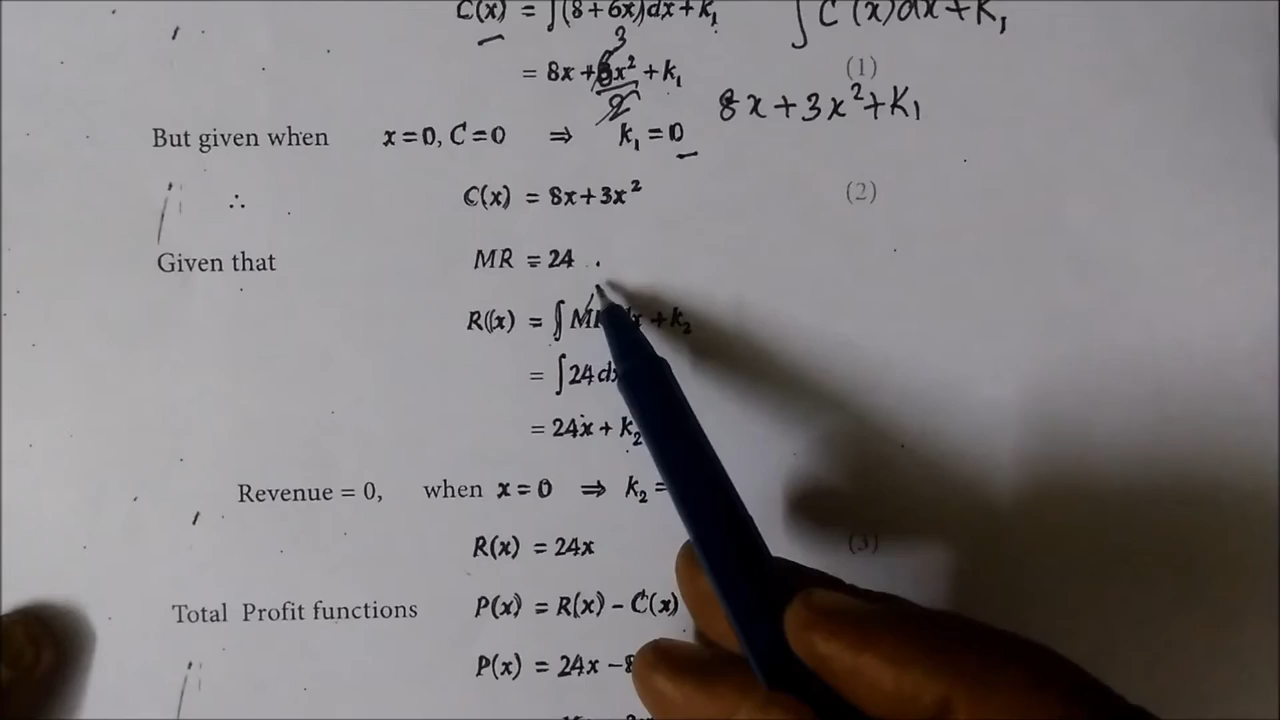 C(x) = ∫(8+6x)dx+k₁ ∫C'(x)dx+K₁
= 8x+6x²/2+k₁ 3 (1)
8x+3x²+K₁
But given when x=0, C=0 ⇒ k₁=0
∴ C(x) = 8x+3x² (2)
Given that MR = 24
R(x) = ∫ +k₂
= ∫24 dx
= 24x + k₂
Revenue = 0, when x=0 ⇒ k₂ =
R(x) = 24x (3)
Total Profit functions P(x) = R(x) – C(x)
P(x) = 24x –8